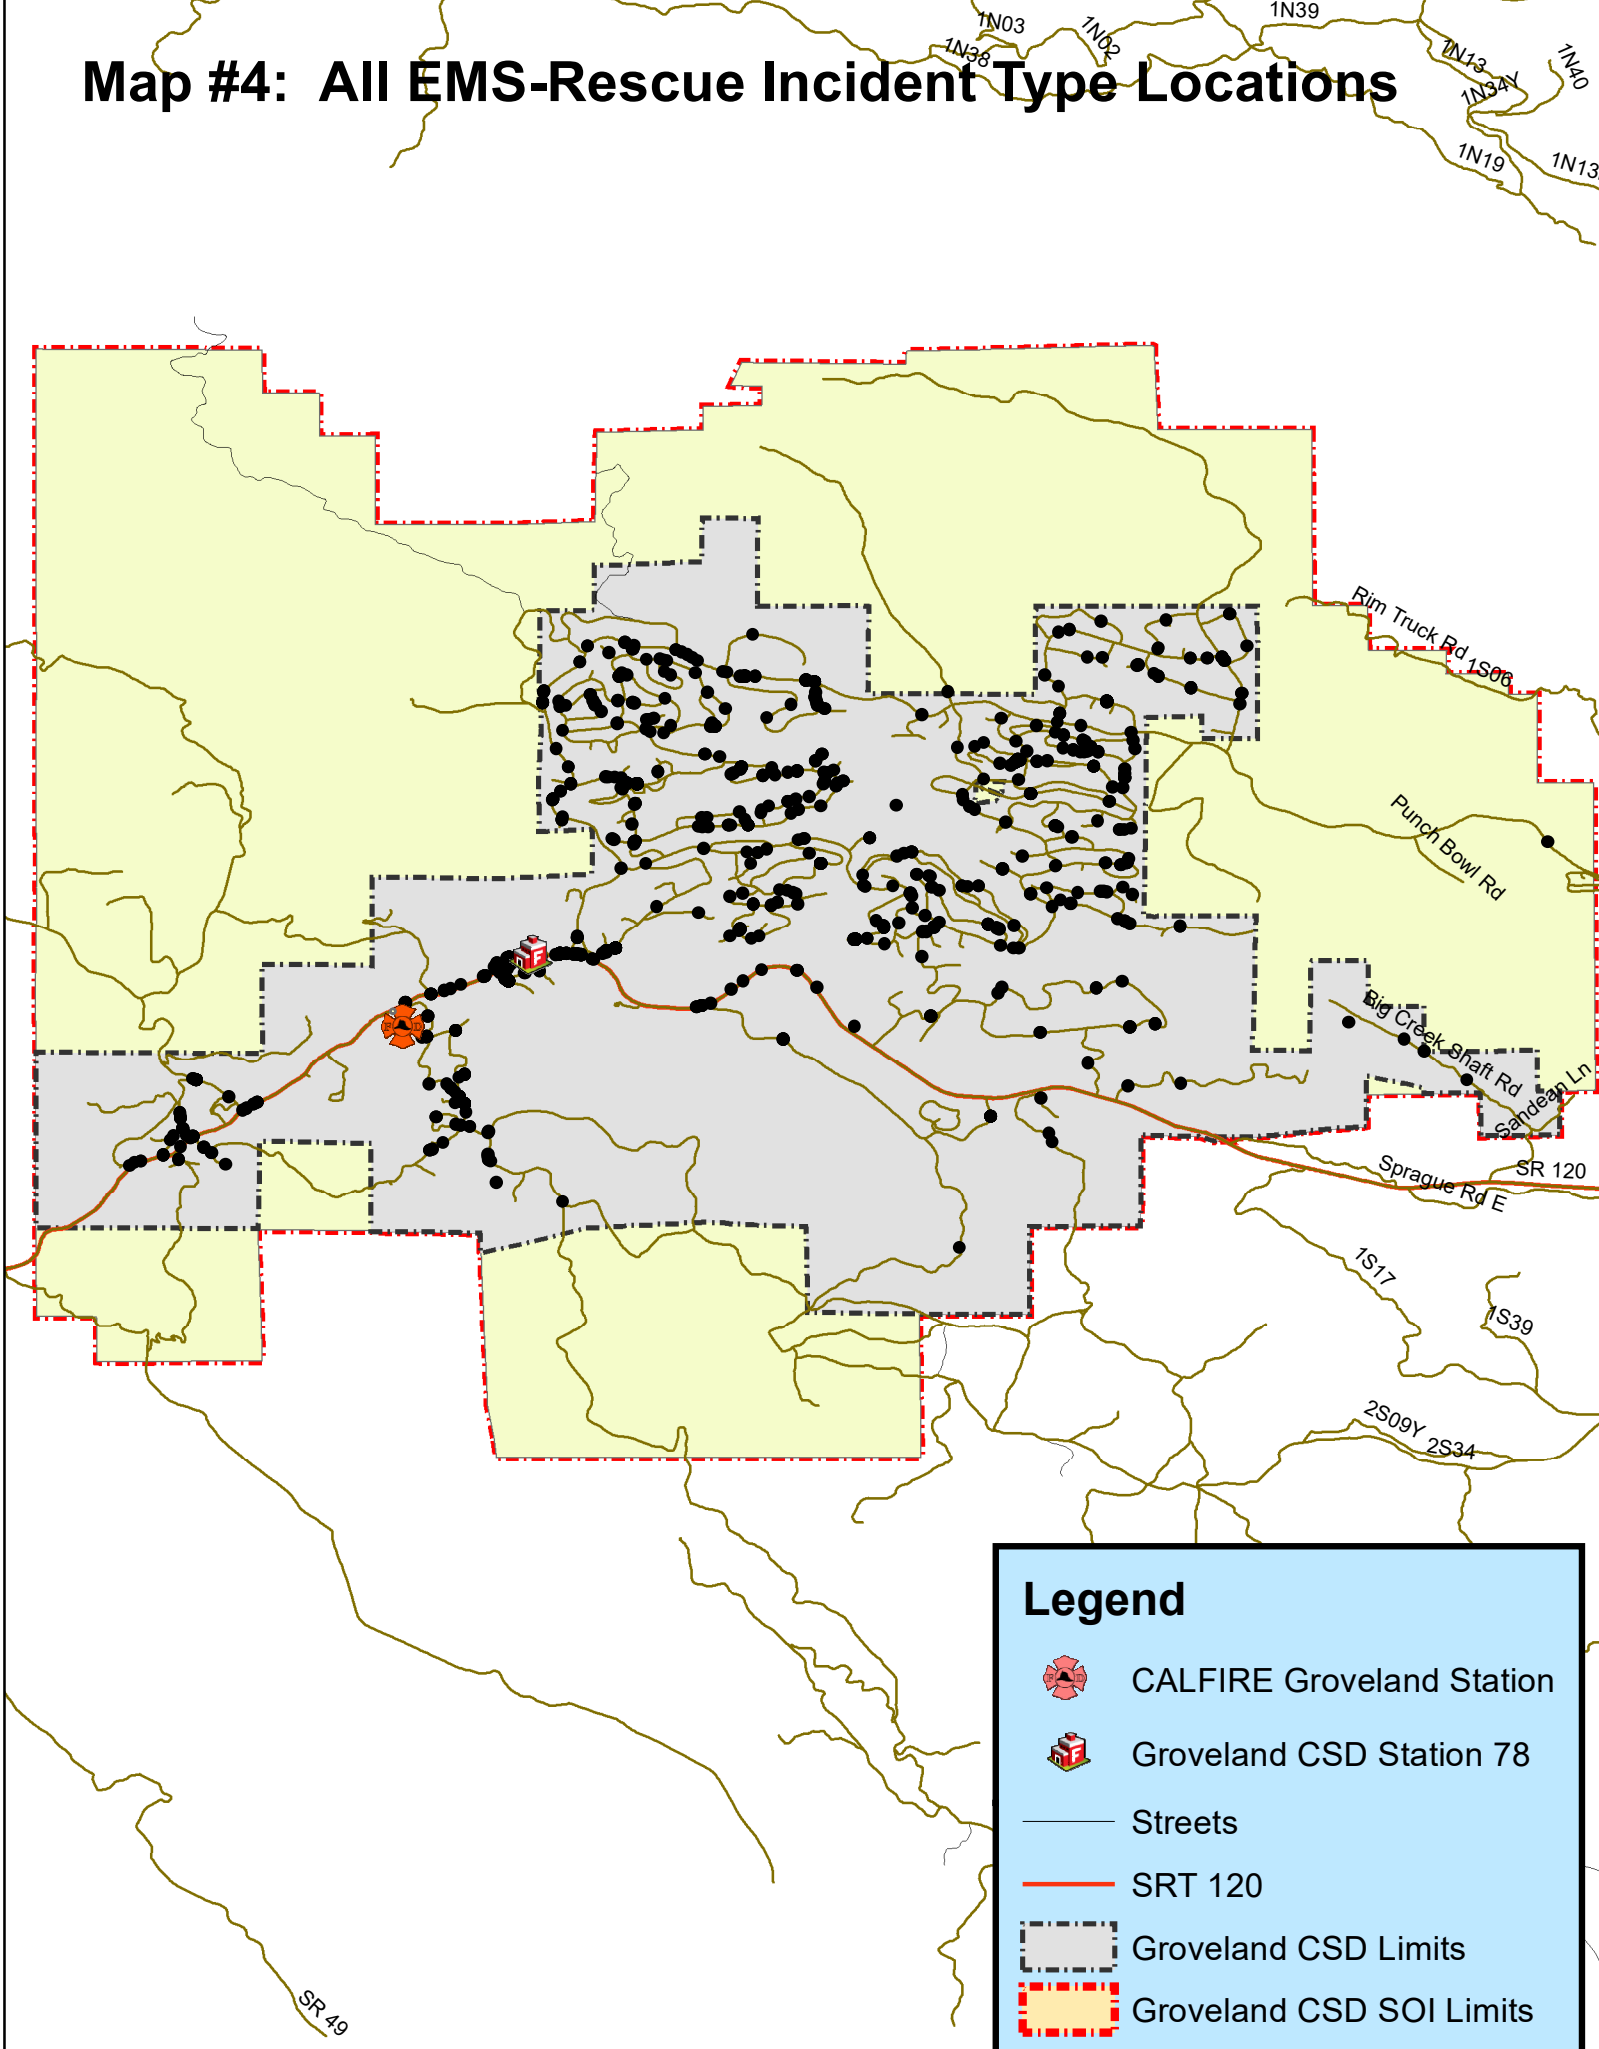 1N39
1N03
1N02
1N38
1N13
1N40
Map #4: All EMS-Rescue Incident Type Locations
1N34Y
1N19
1N13
Rim Truck Rd
1S06
Punch Bowl Rd
Big Creek Shaft Rd
Sandean Ln
SR 120
Sprague Rd E
1S17
1S39
2S09Y
2S34
Legend
CALFIRE Groveland Station
Groveland CSD Station 78
Streets
SRT 120
Groveland CSD Limits
Groveland CSD SOI Limits
SR 49